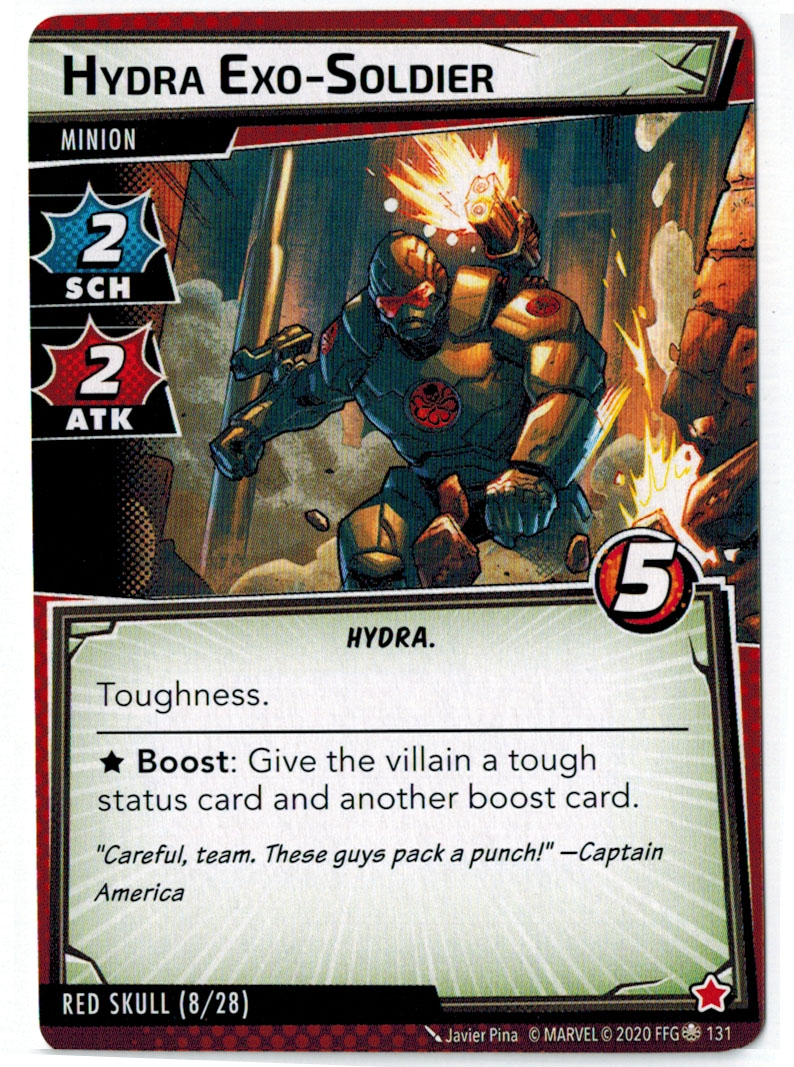 HYDRA EXO-SOLDIER
MINION
2
SCH
2
ATK
5
HYDRA.
Toughness.
★ Boost: Give the villain a tough
status card and another boost card.
"Careful, team. These guys pack a punch!" —Captain
America
RED SKULL (8/28)
Javier Pina © MARVEL © 2020 FFG 131